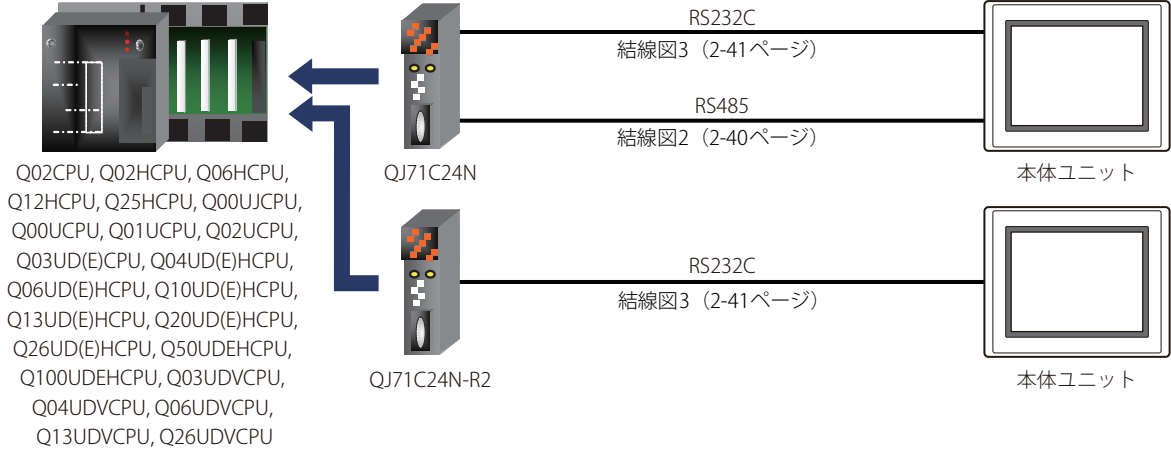 RS232C
結線図3（2-41ページ）
RS485
結線図2（2-40ページ）
QJ71C24N
本体ユニット
Q02CPU, Q02HCPU, Q06HCPU,
Q12HCPU, Q25HCPU, Q00UJCPU,
Q00UCPU, Q01UCPU, Q02UCPU,
Q03UD(E)CPU, Q04UD(E)HCPU,
Q06UD(E)HCPU, Q10UD(E)HCPU,
Q13UD(E)HCPU, Q20UD(E)HCPU,
Q26UD(E)HCPU, Q50UDEHCPU,
Q100UDEHCPU, Q03UDVCPU,
Q04UDVCPU, Q06UDVCPU,
Q13UDVCPU, Q26UDVCPU
RS232C
結線図3（2-41ページ）
QJ71C24N-R2
本体ユニット